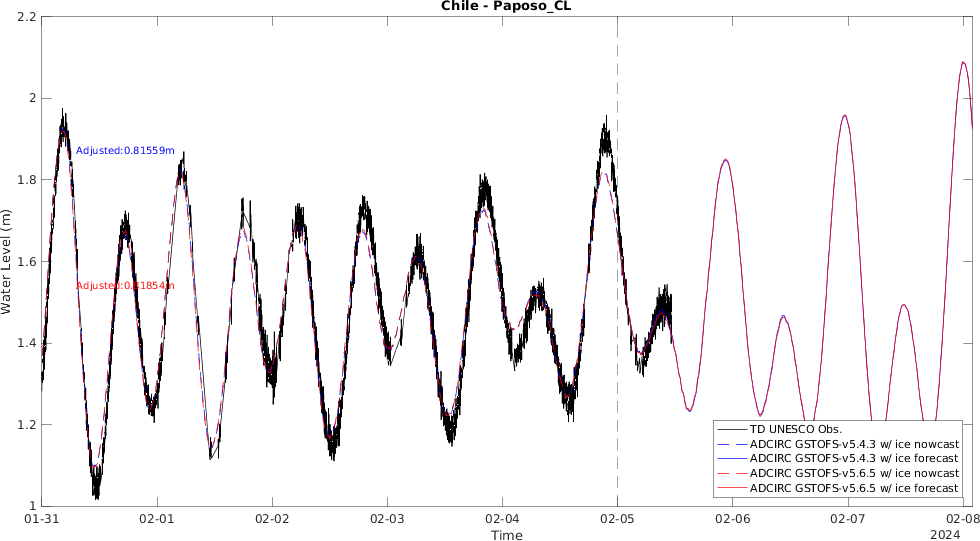 Chile - Paposo_CL
2.2
2
1.8
1.6
1.4
1.2
1
Water Level (m)
Adjusted:0.81559m
Adjusted:0.81854m
TD UNESCO Obs.
ADCIRC GSTOFS-v5.4.3 w/ ice nowcast
ADCIRC GSTOFS-v5.4.3 w/ ice forecast
ADCIRC GSTOFS-v5.6.5 w/ ice nowcast
ADCIRC GSTOFS-v5.6.5 w/ ice forecast
01-31 02-01 02-02 02-03 02-04 02-05 02-06 02-07 02-08
Time
2024